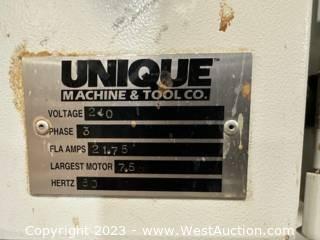 UNIQUE™
MACHINE & TOOL CO.
VOLTAGE 240
PHASE 3
FLA AMPS 21.75
LARGEST MOTOR 7.5
HERTZ 60
Copyright 2023 - www.WestAuction.com